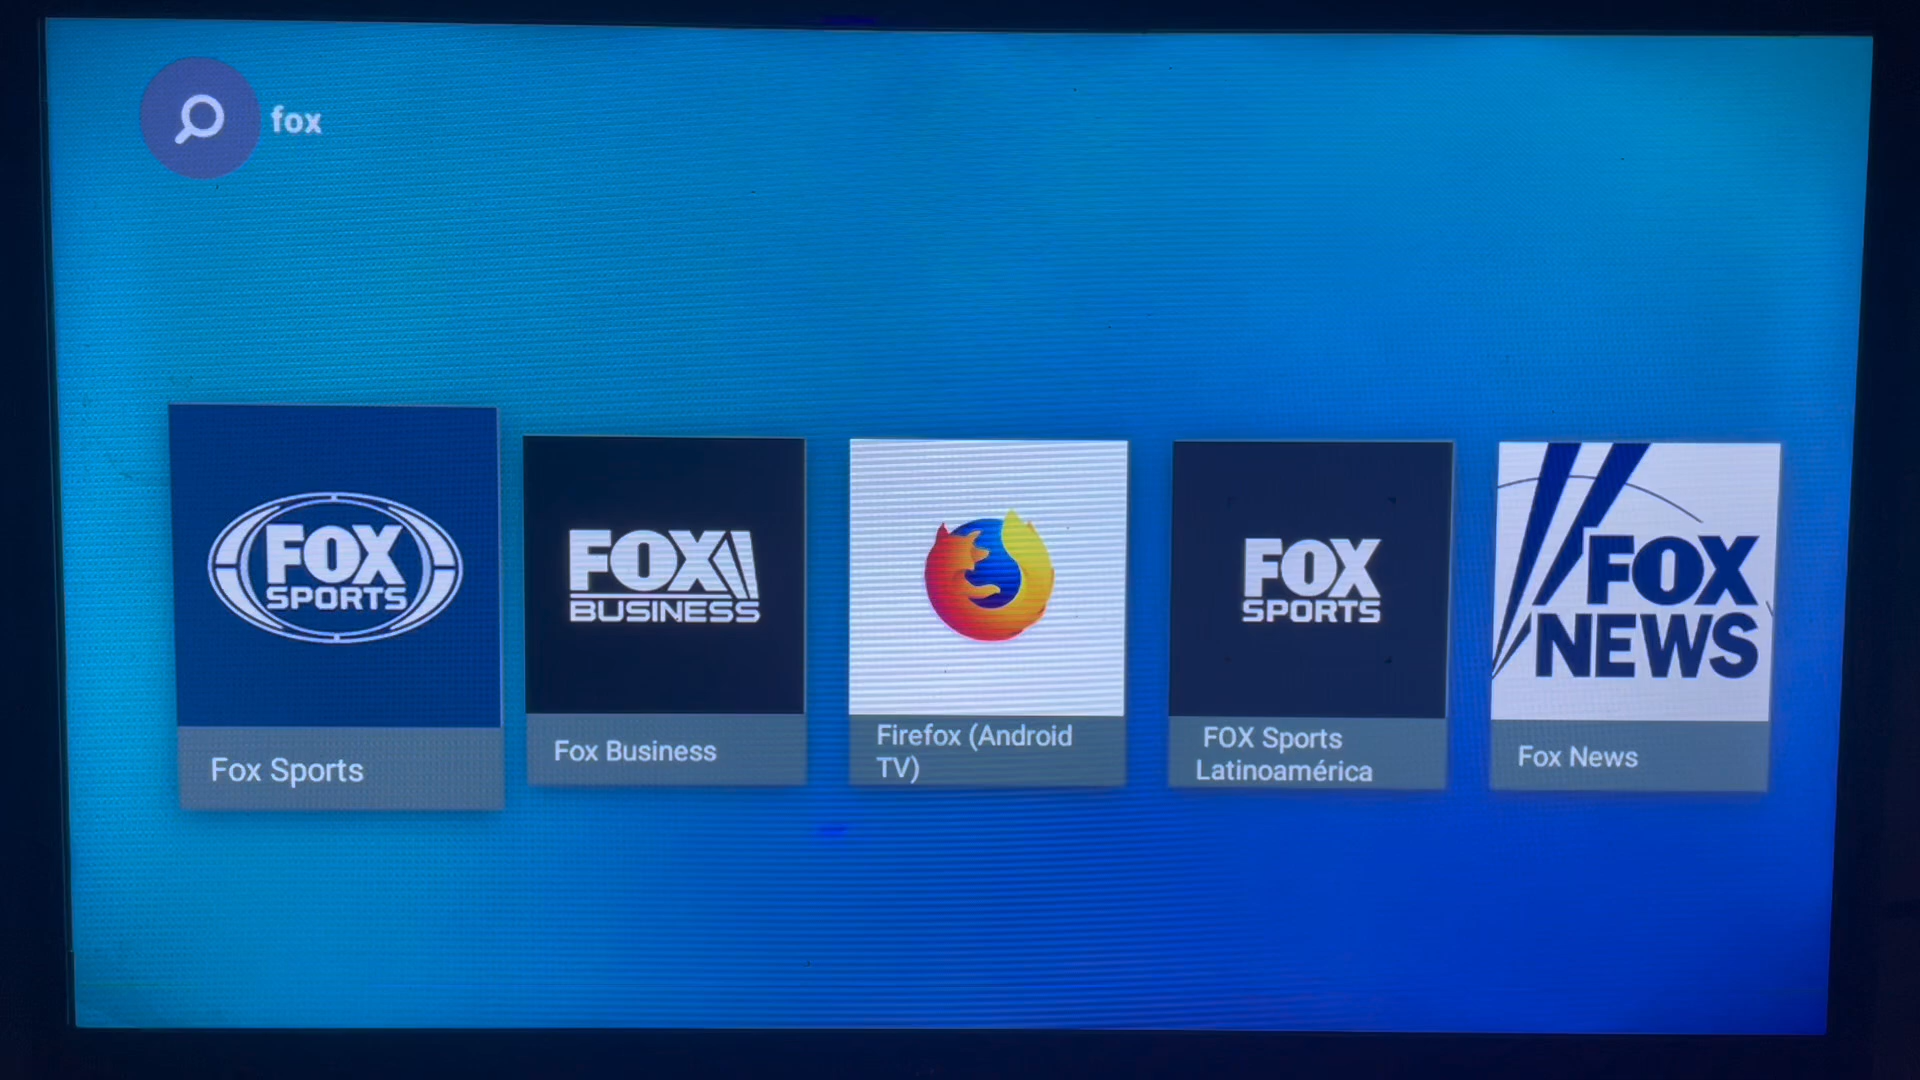 fox
FOX
SPORTS
Fox Sports
FOX
BUSINESS
Fox Business
Firefox (Android
TV)
FOX
SPORTS
FOX Sports
Latinoamérica
FOX
NEWS
Fox News